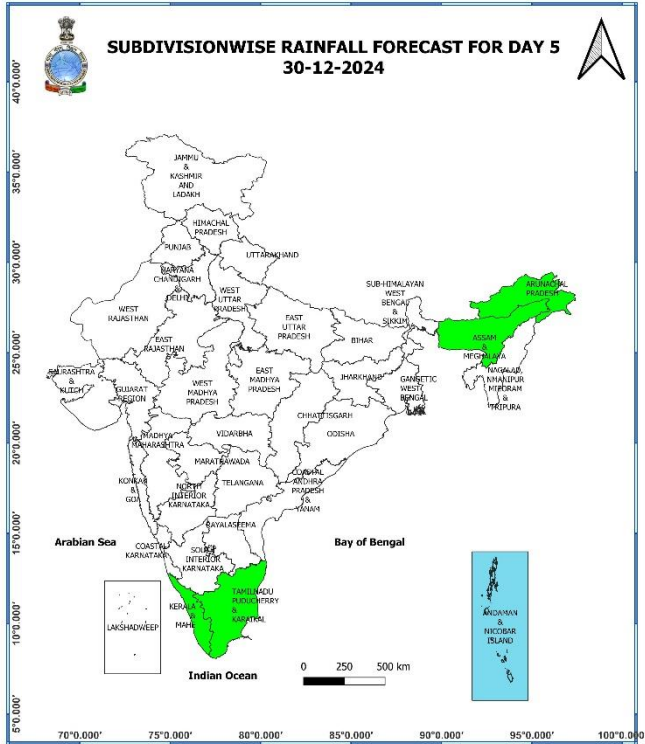 SUBDIVISIONWISE RAINFALL FORECAST FOR DAY 5
30-12-2024
40°0.000'
35°0.000'
30°0.000'
25°0.000'
20°0.000'
15°0.000'
10°0.000'
5°0.000'
JAMMU
&
KASHMIR
AND
LADAKH
HIMACHAL
PRADESH
PUNJAB
UTTARAKHAND
HARYANA
CHANDIGARH
&
DELHI
WEST
UTTAR
PRADESH
WEST
RAJASTHAN
EAST
RAJASTHAN
EAST
UTTAR
PRADESH
SUB-HIMALAYAN
WEST
BENGAL
&
SIKKIM
ARUNACHAL
PRADESH
ASSAM
&
MEGHALAYA
NAGALAD
NMANIPUR
MIZORAM
&
TRIPURA
BIHAR
JHARKHAND
GANGETIC
WEST
BENGAL
SAURASHTRA
&
KUTCH
GUJARAT
REGION
WEST
MADHYA
PRADESH
EAST
MADHYA
PRADESH
CHHATTISGARH
ODISHA
MADHYA
MAHARASHTRA
VIDARBHA
MARATHWADA
KONKAN
&
GOA
NORTH
INTERIOR
KARNATAKA
TELANGANA
COASTAL
ANDHRA
PRADESH
&
YANAM
RAYALASEEMA
COASTAL
KARNATAKA
SOUTH
INTERIOR
KARNATAKA
Arabian Sea
Bay of Bengal
KERALA
&
MAHE
TAMILNADU
PUDUCHERRY
&
KARAIKAL
LAKSHADWEEP
ANDAMAN
&
NICOBAR
ISLAND
Indian Ocean
0 250 500 km
70°0.000' 75°0.000' 80°0.000' 85°0.000' 90°0.000' 95°0.000' 100°0.000'